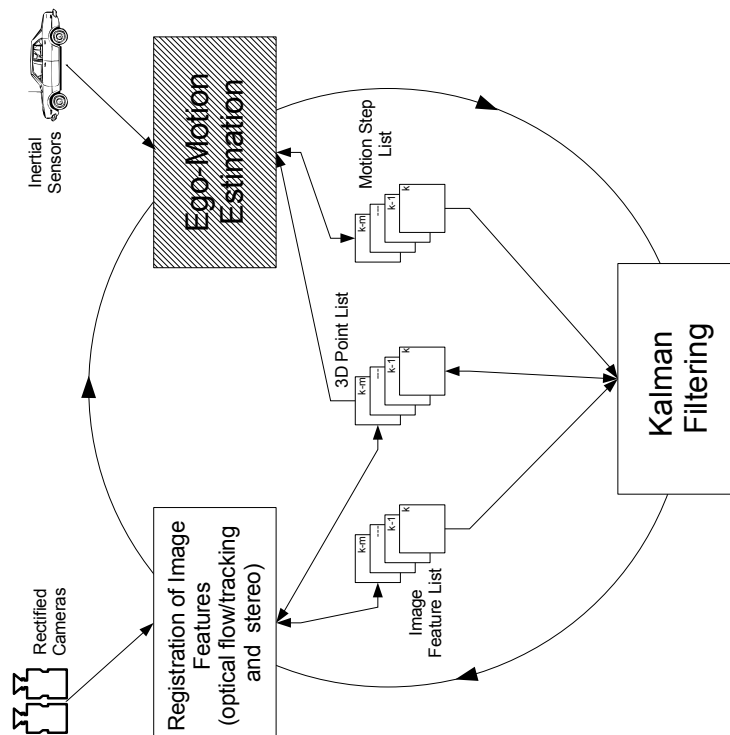 Rectified
Cameras
Inertial
Sensors
Registration of Image
Features
(optical flow/tracking
and  stereo)
Ego-Motion
Estimation
Image
Feature List
k-m
---
k-1
k
3D Point List
k-m
---
k-1
k
Motion Step
List
k-m
---
k-1
k
Kalman
Filtering